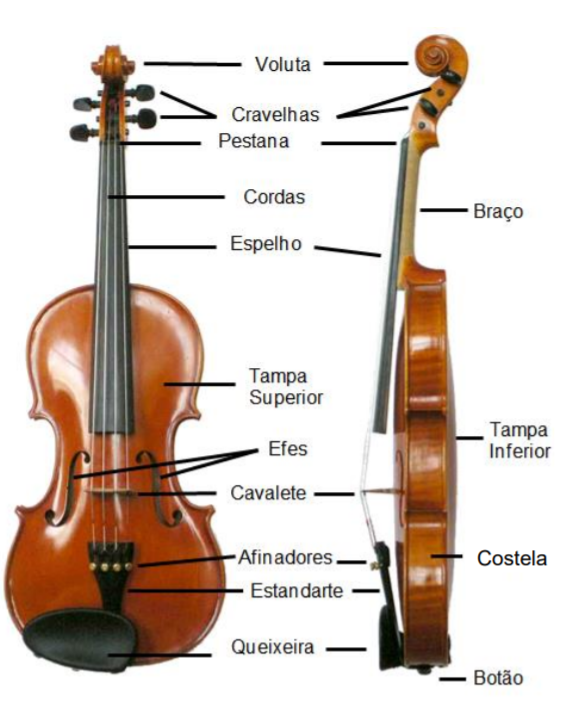 Voluta
Cravelhas
Pestana
Cordas
Braço
Espelho
Tampa
Superior
Tampa
Inferior
Efes
Cavalete
Afinadores
Costela
Estandarte
Queixeira
Botão